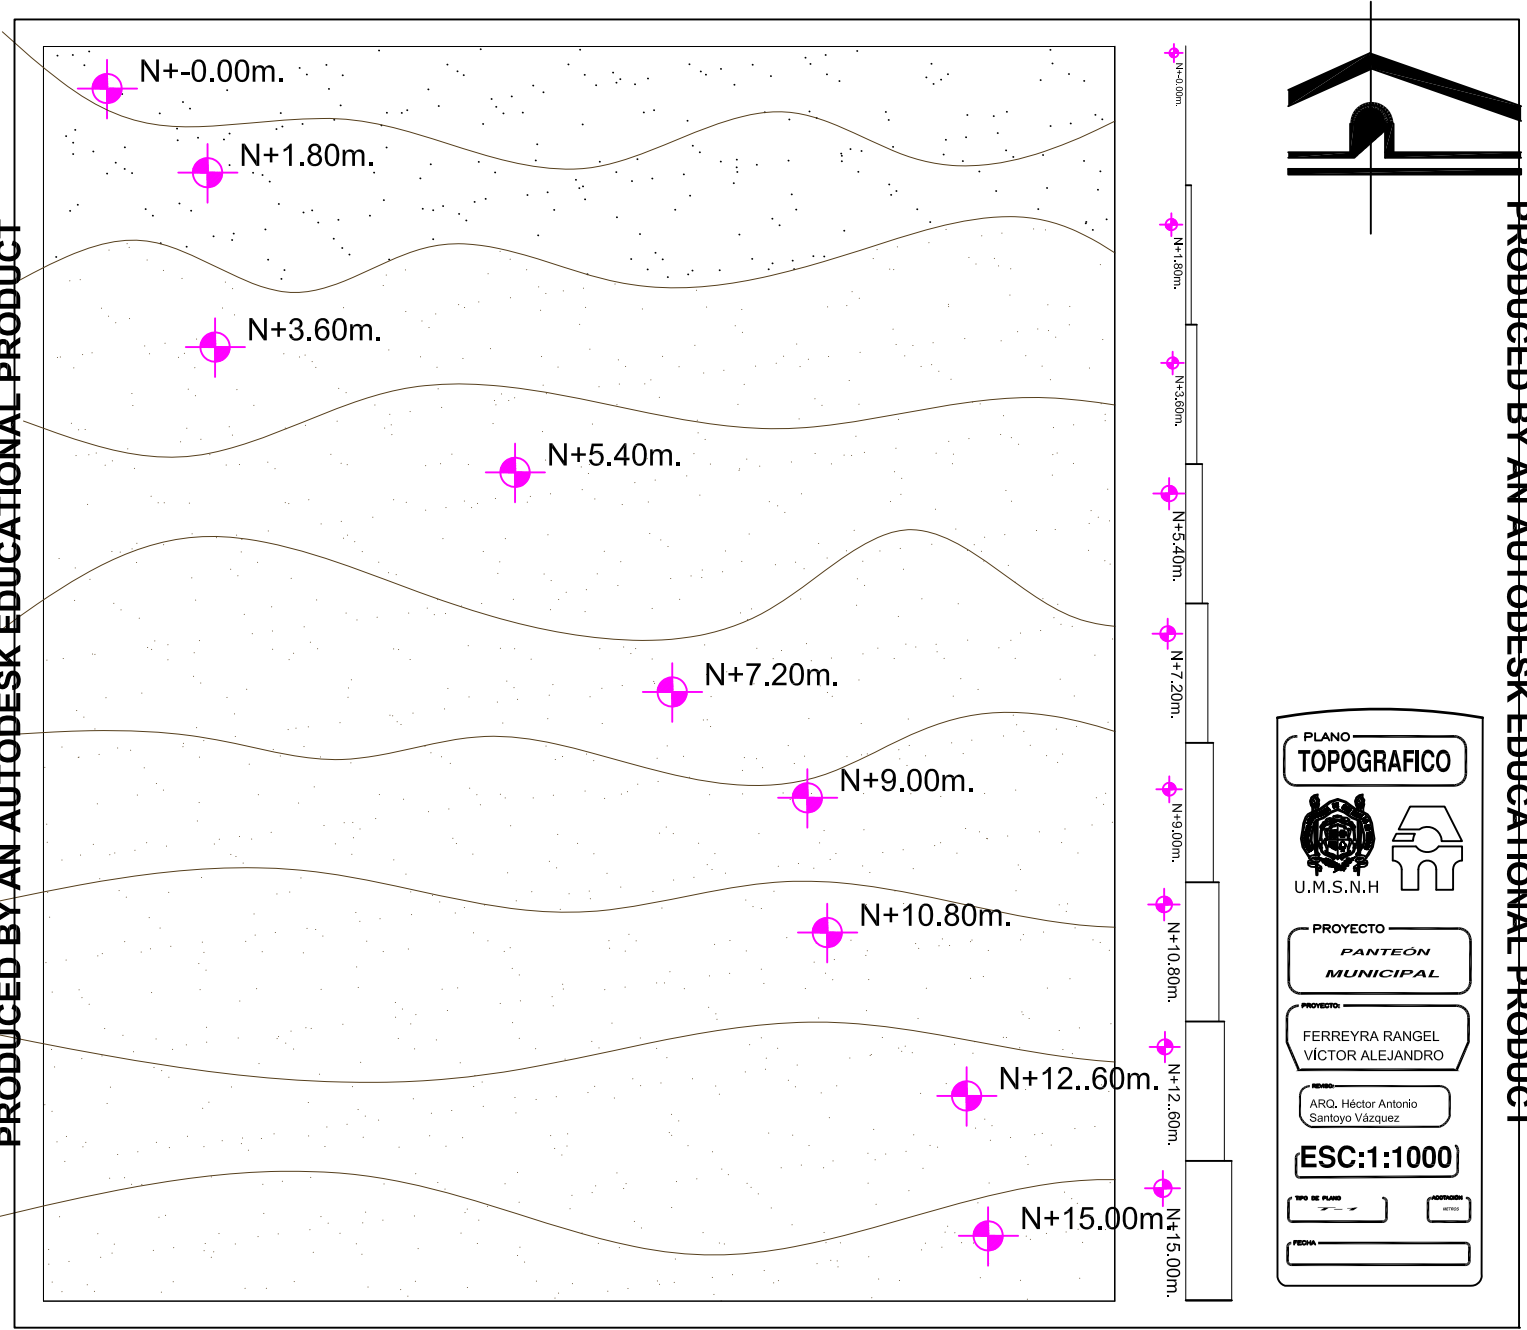 PRODUCED BY AN AUTODESK EDUCATIONAL PRODUCT
N+-0.00m.
N+1.80m.
N+3.60m.
N+5.40m.
N+7.20m.
N+9.00m.
N+10.80m.
N+12..60m.
N+15.00m.
N+-0.00m.
N+1.80m.
N+3.60m.
N+5.40m.
N+7.20m.
N+9.00m.
N+10.80m.
N+12..60m.
N+15.00m.
PLANO
TOPOGRAFICO
U.M.S.N.H
PROYECTO
PANTEÓN
MUNICIPAL
PROYECTO:
FERREYRA RANGEL
VÍCTOR ALEJANDRO
REVISO:
ARQ. Héctor Antonio
Santoyo Vázquez
ESC:1:1000
TIPO DE PLANO
T-1
ACOTACIÓN
METROS
FECHA
PRODUCED BY AN AUTODESK EDUCATIONAL PRODUCT